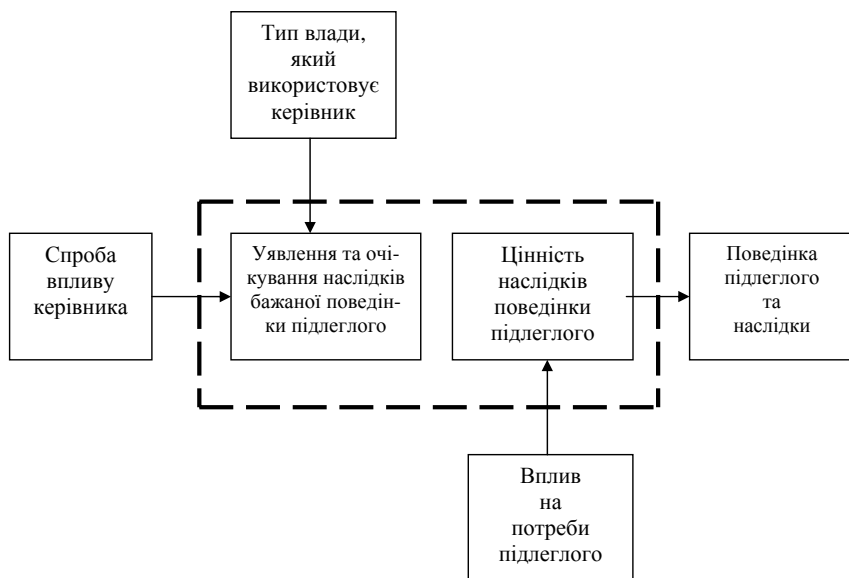 Тип влади,
який
використовує
керівник
Спроба
впливу
керівника
Уявлення та очі-
кування наслідків
бажаної поведін-
ки підлеглого
Цінність
наслідків
поведінки
підлеглого
Поведінка
підлеглого
та
наслідки
Вплив
на
потреби
підлеглого